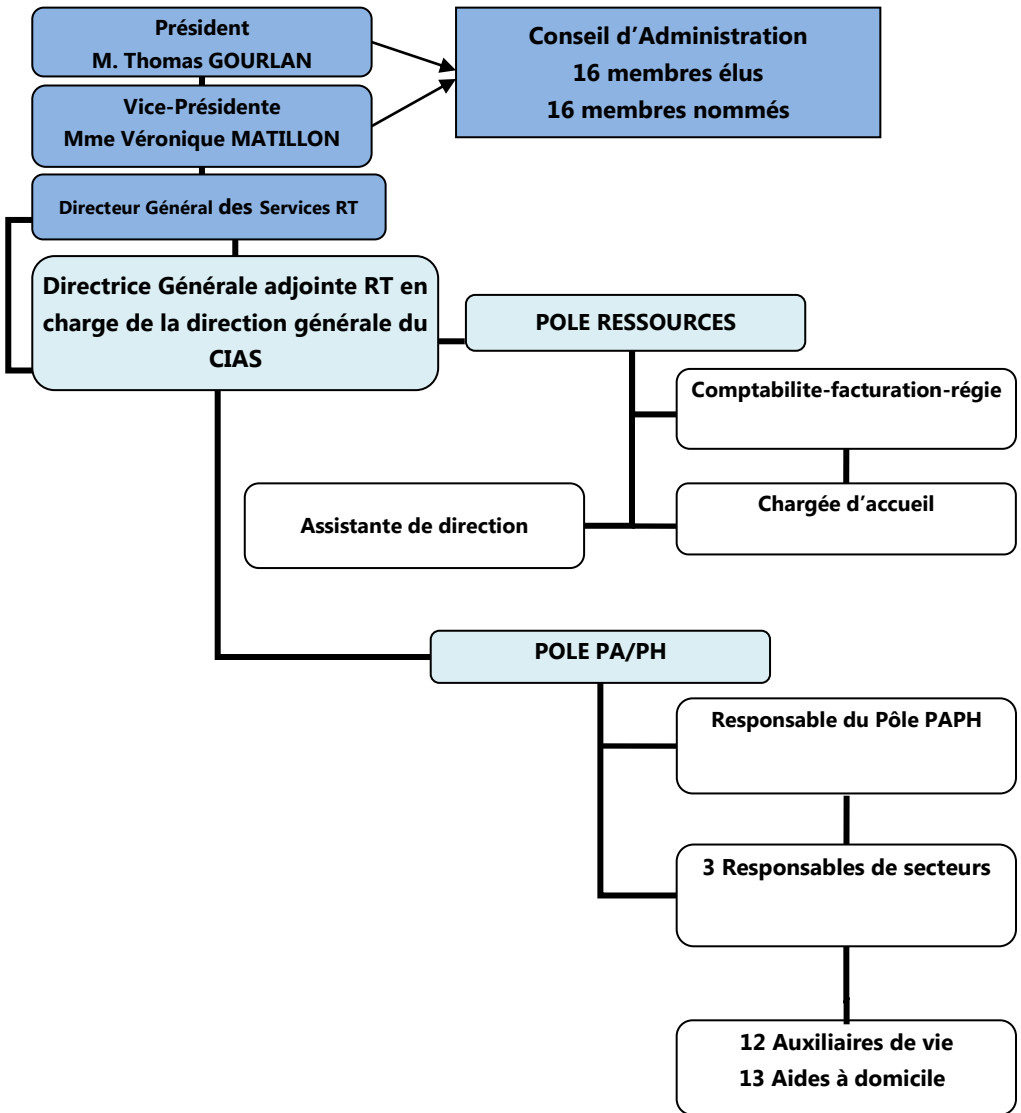 Président
M. Thomas GOURLAN
Conseil d’Administration
16 membres élus
16 membres nommés
Vice-Présidente
Mme Véronique MATILLON
Directeur Général des Services RT
Directrice Générale adjointe RT en
charge de la direction générale du
CIAS
POLE RESSOURCES
Comptabilite-facturation-régie
Assistante de direction
Chargée d’accueil
POLE PA/PH
Responsable du Pôle PAPH
3 Responsables de secteurs
12 Auxiliaires de vie
13 Aides à domicile